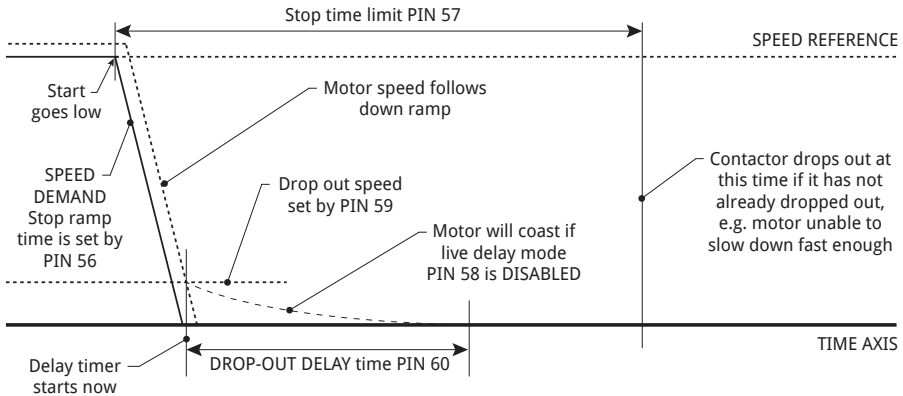 Stop time limit PIN 57
SPEED REFERENCE
Start
goes low
Motor speed follows
down ramp
SPEED
DEMAND
Stop ramp
time is set by
PIN 56
Drop out speed
set by PIN 59
Motor will coast if
live delay mode
PIN 58 is DISABLED
Contactor drops out at
this time if it has not
already dropped out,
e.g. motor unable to
slow down fast enough
TIME AXIS
Delay timer
starts now
DROP-OUT DELAY time PIN 60